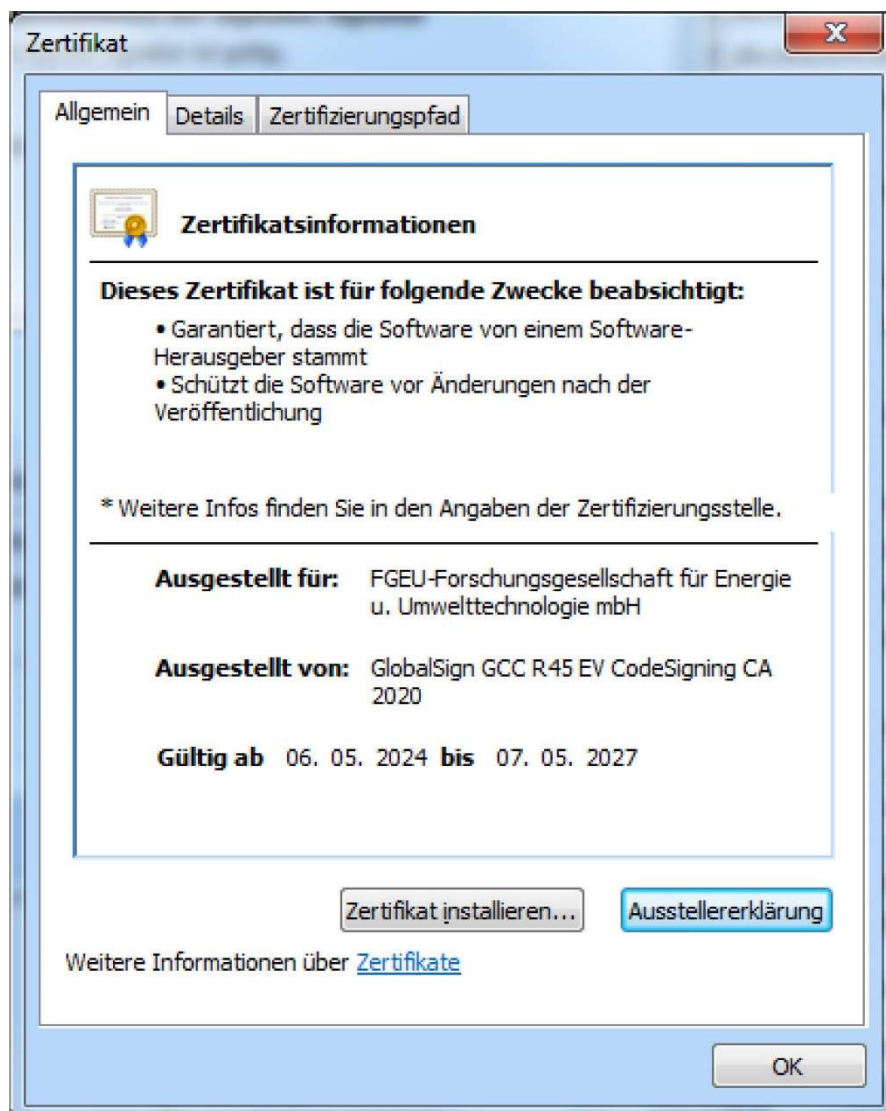 Zertifikat
Allgemein Details Zertifizierungspfad
Zertifikatsinformationen
Dieses Zertifikat ist für folgende Zwecke beabsichtigt:
• Garantiert, dass die Software von einem Software-
Herausgeber stammt
• Schützt die Software vor Änderungen nach der
Veröffentlichung
* Weitere Infos finden Sie in den Angaben der Zertifizierungsstelle.
Ausgestellt für: FGEU-Forschungsgesellschaft für Energie
u. Umwelttechnologie mbH
Ausgestellt von: GlobalSign GCC R45 EV CodeSigning CA
2020
Gültig ab 06. 05. 2024 bis 07. 05. 2027
Zertifikat installieren... Ausstellererklärung
Weitere Informationen über Zertifikate
OK